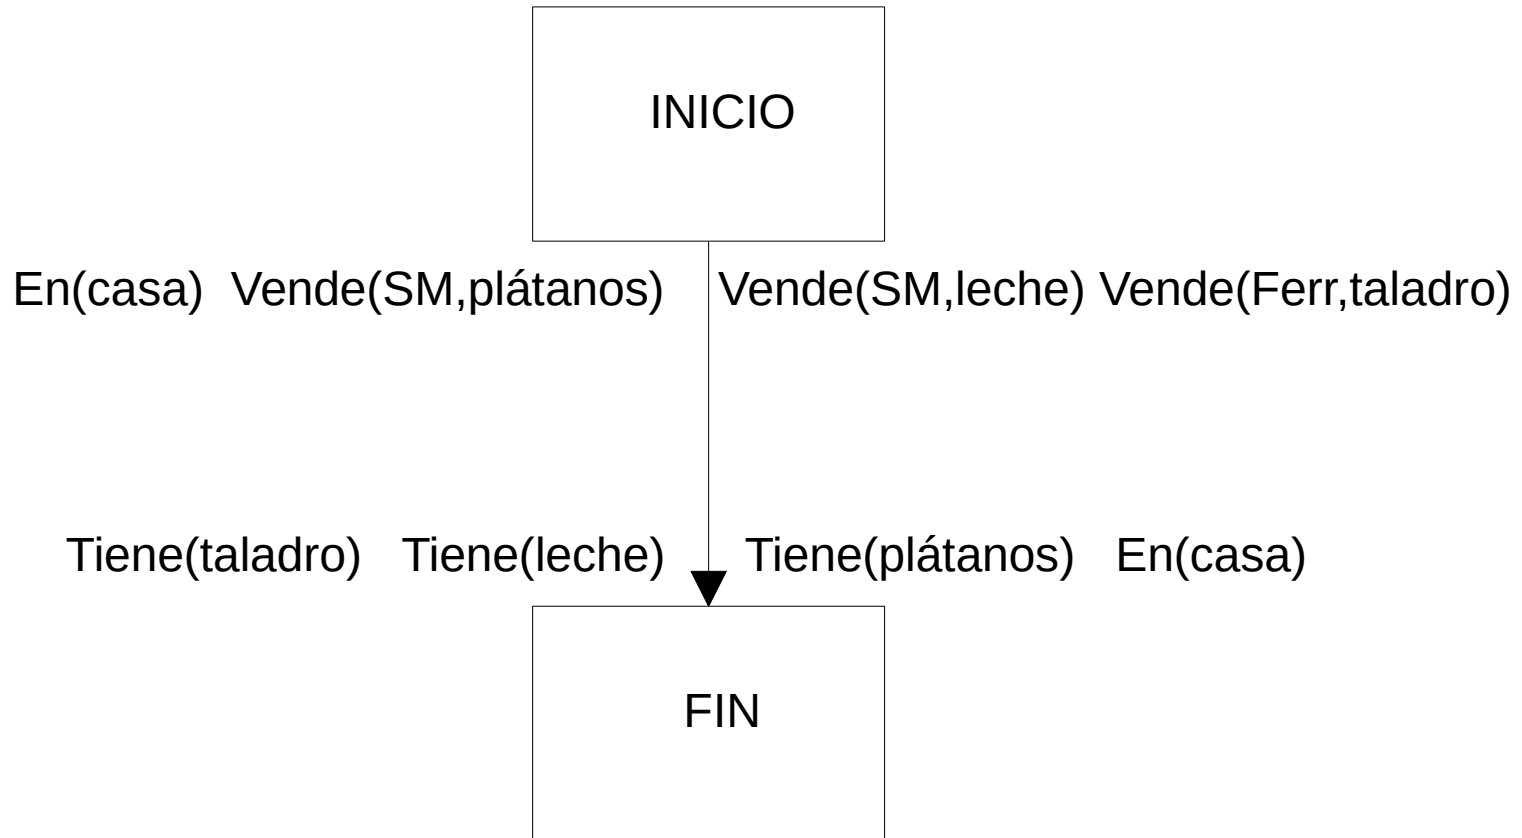 INICIO
En(casa) Vende(SM,plátanos) Vende(SM,leche) Vende(Ferr,taladro)
Tiene(taladro) Tiene(leche) Tiene(plátanos) En(casa)
FIN